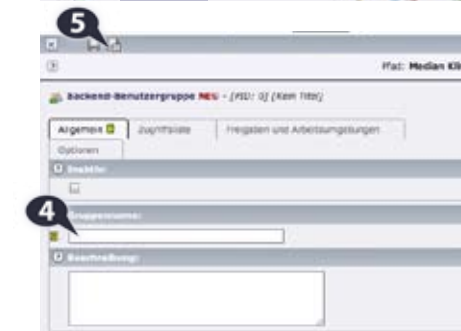 5
Pfad: Median Kli
Backend-Benutzergruppe NEU - [PID: 0] [Kein Titel]
Allgemein Zugriffsliste Freigaben und Arbeitsumgebungen
Optionen
Inaktiv:
4
Gruppenname:
Beschreibung: